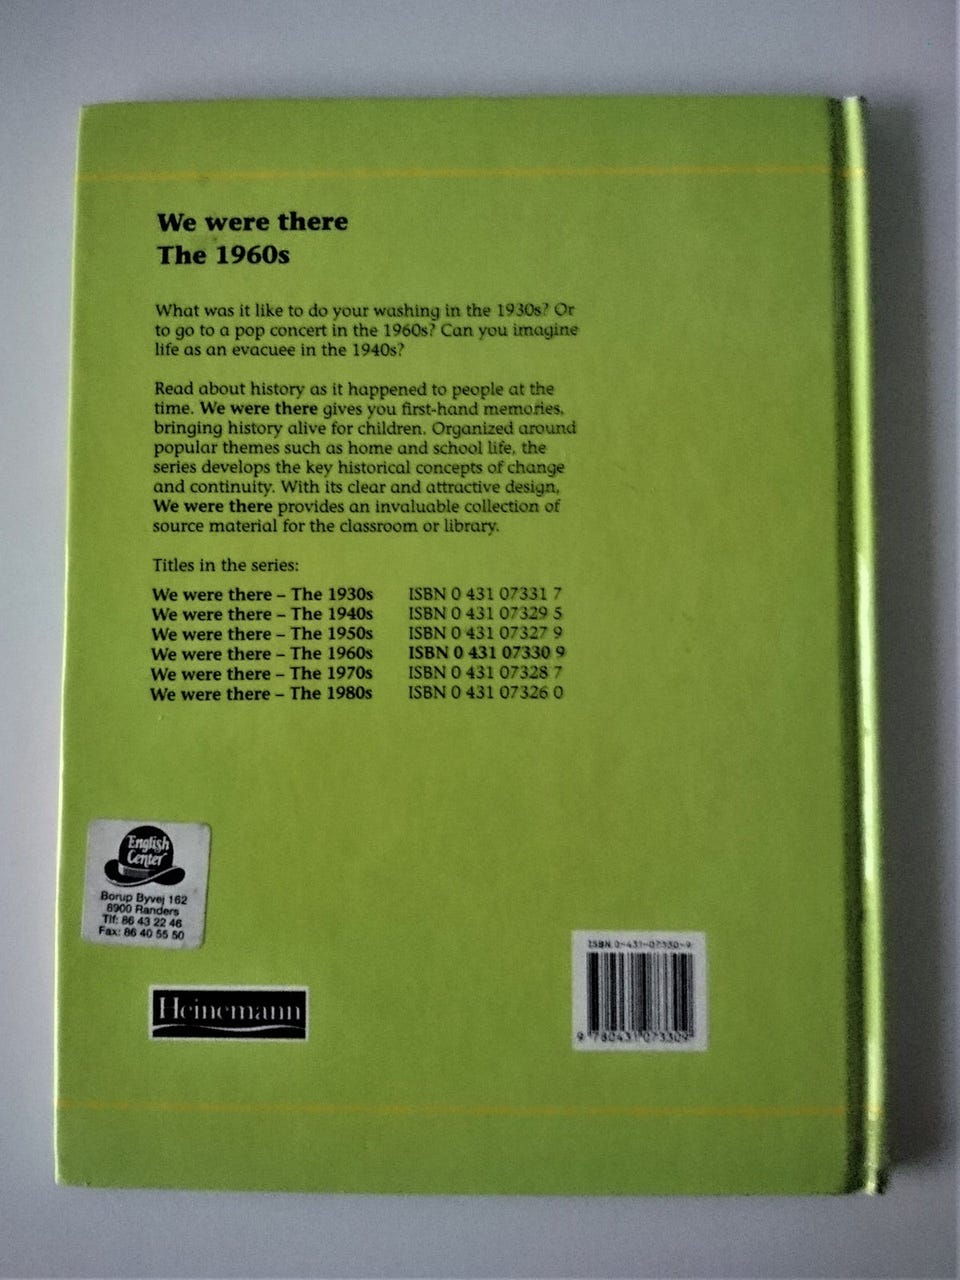 We were there
The 1960s
What was it like to do your washing in the 1930s? Or
to go to a pop concert in the 1960s? Can you imagine
life as an evacuee in the 1940s?
Read about history as it happened to people at the
time. We were there gives you first-hand memories,
bringing history alive for children. Organized around
popular themes such as home and school life, the
series develops the key historical concepts of change
and continuity. With its clear and attractive design,
We were there provides an invaluable collection of
source material for the classroom or library.
Titles in the series:
We were there – The 1930s ISBN 0 431 07331 7
We were there – The 1940s ISBN 0 431 07329 5
We were there – The 1950s ISBN 0 431 07327 9
We were there – The 1960s ISBN 0 431 07330 9
We were there – The 1970s ISBN 0 431 07328 7
We were there – The 1980s ISBN 0 431 07326 0
English
Center
Borup Byvej 162
8900 Randers
Tlf: 86 43 22 46
Fax: 86 40 55 50
Heinemann
ISBN 0-431-07330-9
9 780431 073309